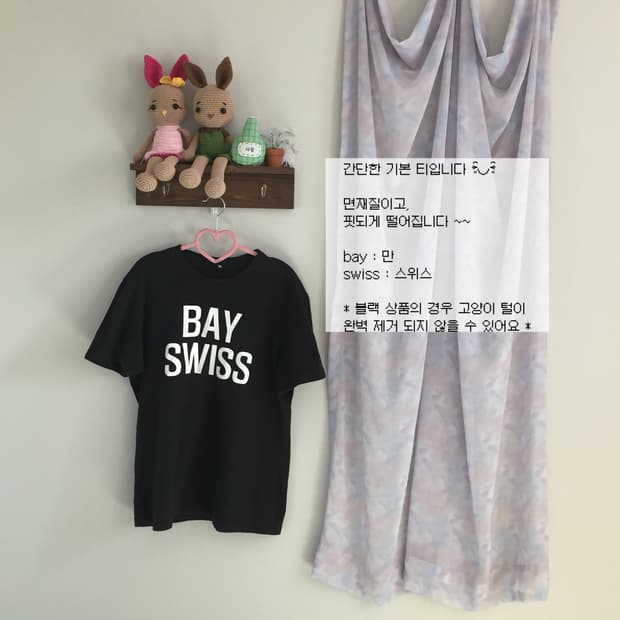 간단한 기본 티입니다 ʕ•̫͡•ʔ
면재질이고,
핏되게 떨어집니다 ~~
bay : 만
swiss : 스위스
* 블랙 상품의 경우 고양이 털이
완벽 제거 되지 않을 수 있어요 *
BAY
SWISS